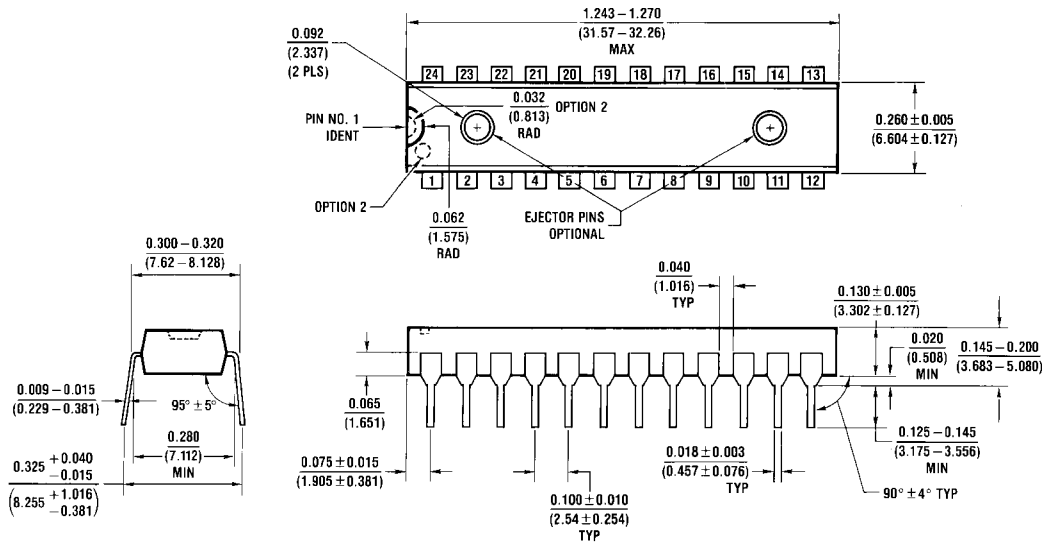 1.243 – 1.270
(31.57 – 32.26)
MAX
0.092
(2.337)
(2 PLS)
24 23 22 21 20 19 18 17 16 15 14 13
0.032
(0.813)
RAD
OPTION 2
PIN NO. 1
IDENT
0.260 ± 0.005
(6.604 ± 0.127)
1 2 3 4 5 6 7 8 9 10 11 12
OPTION 2
0.062
(1.575)
RAD
EJECTOR PINS
OPTIONAL
0.300 – 0.320
(7.62 – 8.128)
0.040
(1.016)
TYP
0.130 ± 0.005
(3.302 ± 0.127)
0.020
(0.508)
MIN
0.145 – 0.200
(3.683 – 5.080)
0.009 – 0.015
(0.229 – 0.381)
95° ± 5°
0.065
(1.651)
0.280
(7.112)
MIN
0.325 +0.040
−0.015
(8.255 +1.016
−0.381)
0.075 ± 0.015
(1.905 ± 0.381)
0.100 ± 0.010
(2.54 ± 0.254)
TYP
0.018 ± 0.003
(0.457 ± 0.076)
TYP
0.125 – 0.145
(3.175 – 3.556)
MIN
90° ± 4° TYP